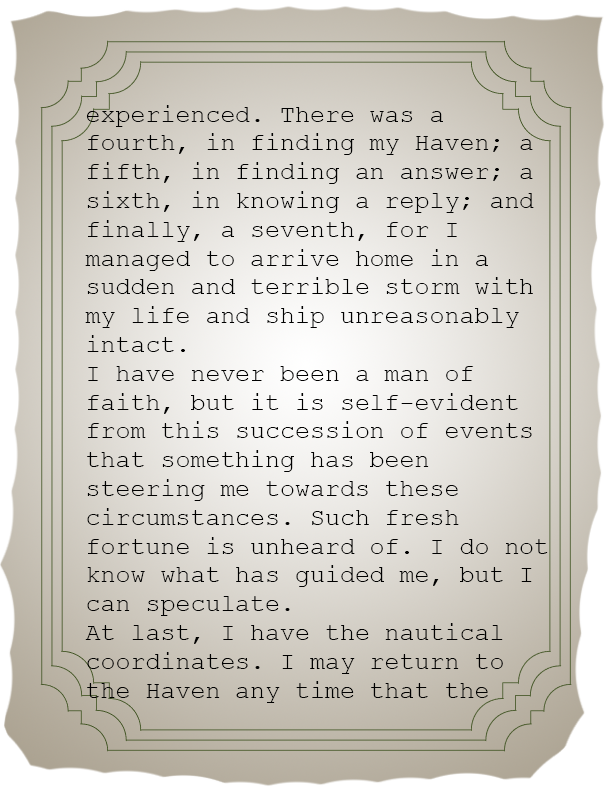 experienced. There was a
fourth, in finding my Haven; a
fifth, in finding an answer; a
sixth, in knowing a reply; and
finally, a seventh, for I
managed to arrive home in a
sudden and terrible storm with
my life and ship unreasonably
intact.
I have never been a man of
faith, but it is self-evident
from this succession of events
that something has been
steering me towards these
circumstances. Such fresh
fortune is unheard of. I do not
know what has guided me, but I
can speculate.
At last, I have the nautical
coordinates. I may return to
the Haven any time that the